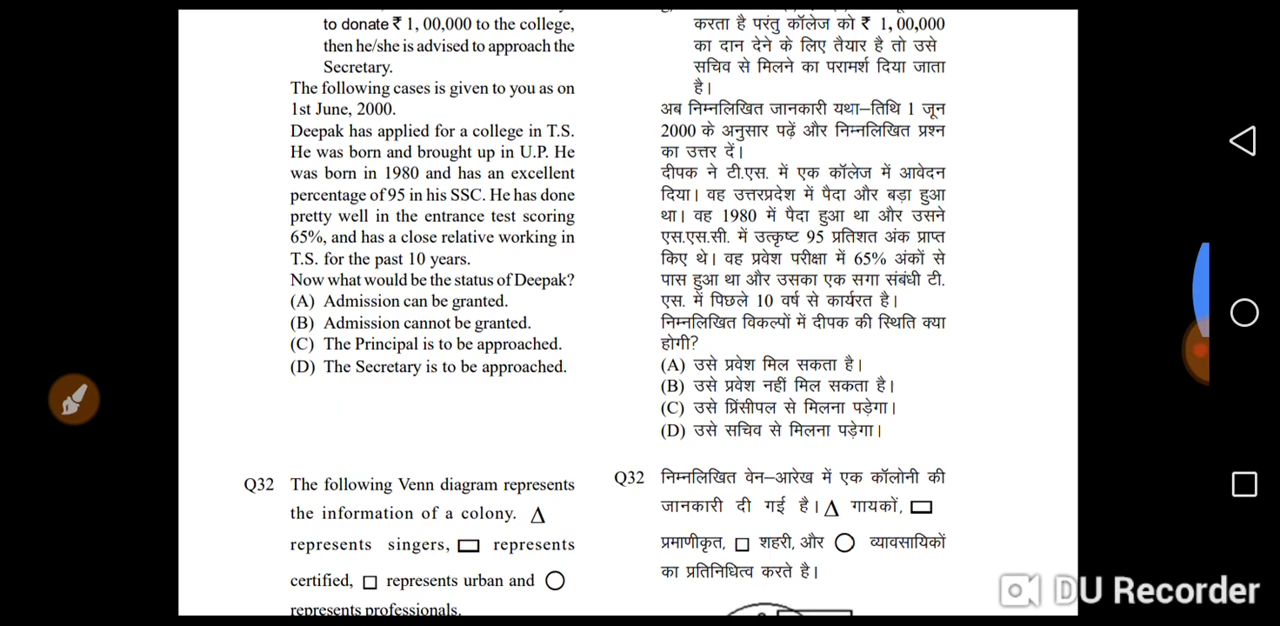 to donate ₹ 1, 00,000 to the college,
then he/she is advised to approach the
Secretary.
The following cases is given to you as on
1st June, 2000.
Deepak has applied for a college in T.S.
He was born and brought up in U.P. He
was born in 1980 and has an excellent
percentage of 95 in his SSC. He has done
pretty well in the entrance test scoring
65%, and has a close relative working in
T.S. for the past 10 years.
Now what would be the status of Deepak?
(A) Admission can be granted.
(B) Admission cannot be granted.
(C) The Principal is to be approached.
(D) The Secretary is to be approached.
Q32 The following Venn diagram represents
the information of a colony. Δ
represents singers, ▭ represents
certified, □ represents urban and ○
represents professionals.
करता है परंतु कॉलेज को ₹ 1, 00,000
का दान देने के लिए तैयार है तो उसे
सचिव से मिलने का परामर्श दिया जाता
है।
अब निम्नलिखित जानकारी यथा–तिथि 1 जून
2000 के अनुसार पढ़ें और निम्नलिखित प्रश्न
का उत्तर दें।
दीपक ने टी.एस. में एक कॉलेज में आवेदन
दिया। वह उत्तरप्रदेश में पैदा और बड़ा हुआ
था। वह 1980 में पैदा हुआ था और उसने
एस.एस.सी. में उत्कृष्ट 95 प्रतिशत अंक प्राप्त
किए थे। वह प्रवेश परीक्षा में 65% अंकों से
पास हुआ था और उसका एक सगा संबंधी टी.
एस. में पिछले 10 वर्ष से कार्यरत है।
निम्नलिखित विकल्पों में दीपक की स्थिति क्या
होगी?
(A) उसे प्रवेश मिल सकता है।
(B) उसे प्रवेश नहीं मिल सकता है।
(C) उसे प्रिंसीपल से मिलना पड़ेगा।
(D) उसे सचिव से मिलना पड़ेगा।
Q32 निम्नलिखित वेन–आरेख में एक कॉलोनी की
जानकारी दी गई है। Δ गायकों, ▭
प्रमाणीकृत, □ शहरी, और ○ व्यावसायिकों
का प्रतिनिधित्व करते है।
DU Recorder